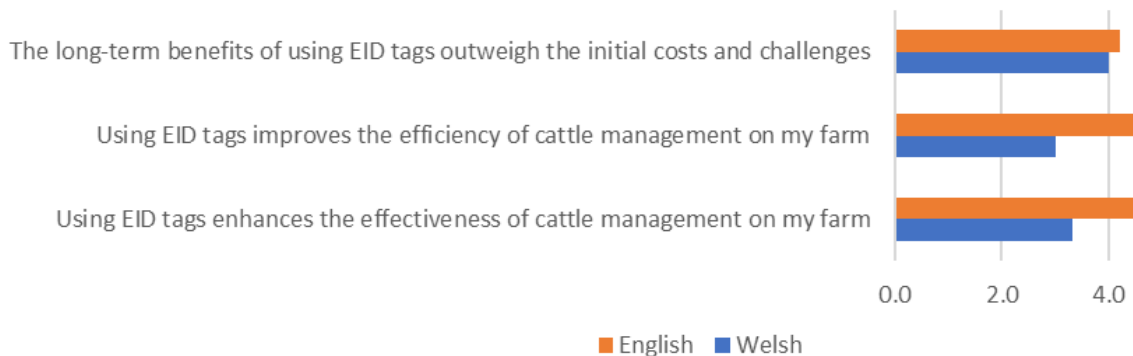 The long-term benefits of using EID tags outweigh the initial costs and challenges
Using EID tags improves the efficiency of cattle management on my farm
Using EID tags enhances the effectiveness of cattle management on my farm
0.0 2.0 4.0
English Welsh